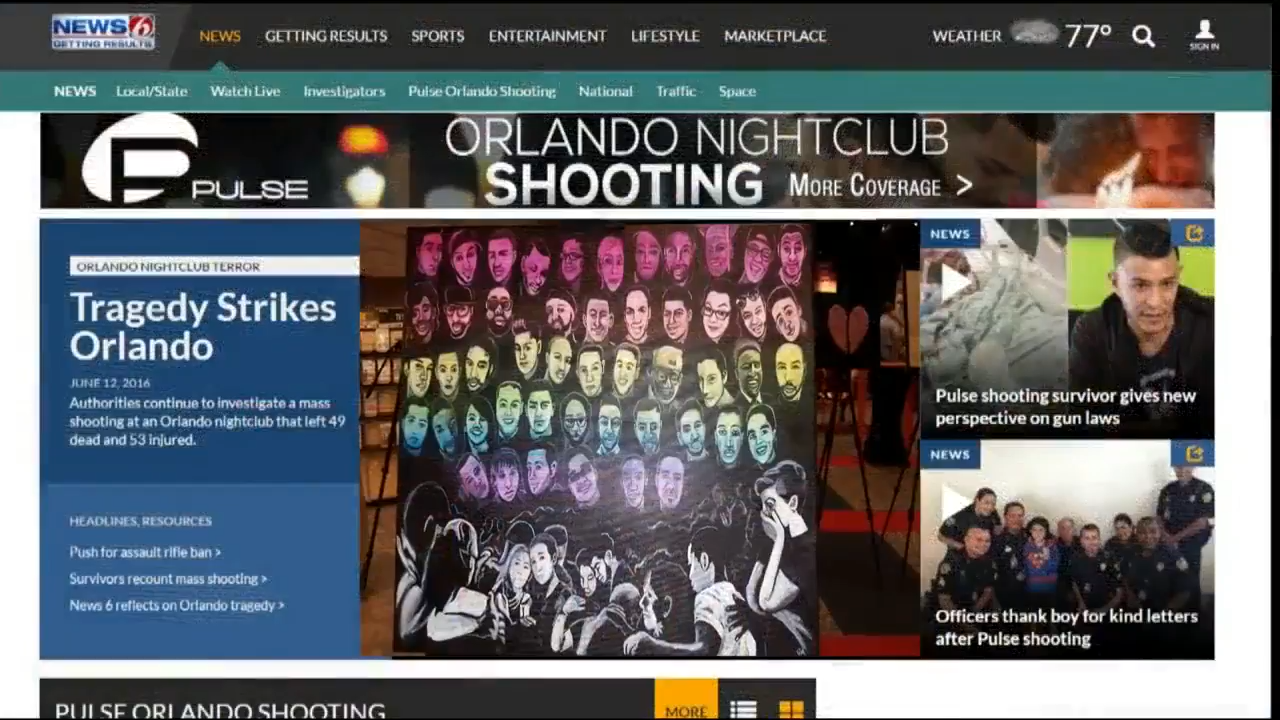 NEWS 6
GETTING RESULTS
NEWS GETTING RESULTS SPORTS ENTERTAINMENT LIFESTYLE MARKETPLACE
WEATHER 77°
SIGN IN
NEWS Local/State Watch Live Investigators Pulse Orlando Shooting National Traffic Space
P PULSE
ORLANDO NIGHTCLUB
SHOOTING MORE COVERAGE >
ORLANDO NIGHTCLUB TERROR
Tragedy Strikes
Orlando
JUNE 12, 2016
Authorities continue to investigate a mass
shooting at an Orlando nightclub that left 49
dead and 53 injured.
HEADLINES, RESOURCES
Push for assault rifle ban >
Survivors recount mass shooting >
News 6 reflects on Orlando tragedy >
NEWS
Pulse shooting survivor gives new
perspective on gun laws
NEWS
Officers thank boy for kind letters
after Pulse shooting
PULSE ORLANDO SHOOTING
MORE